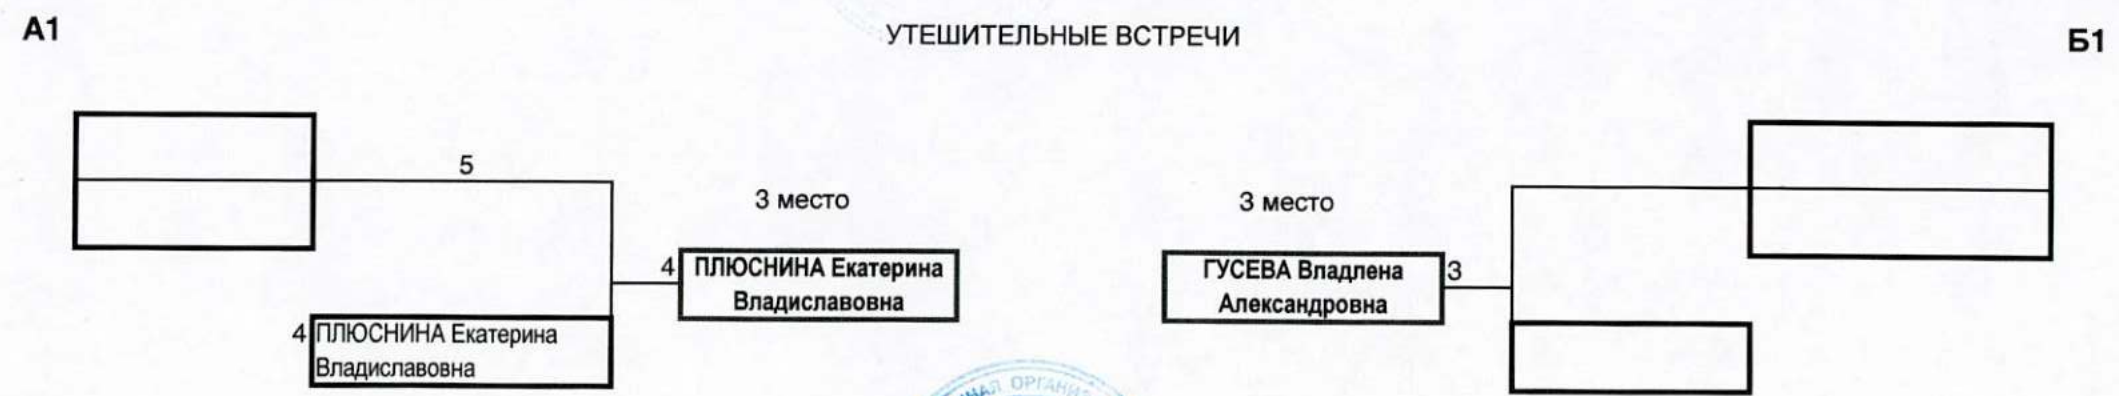 А1
УТЕШИТЕЛЬНЫЕ ВСТРЕЧИ
Б1
5
3 место
3 место
4 ПЛЮСНИНА Екатерина
Владиславовна
ГУСЕВА Владлена 3
Александровна
4 ПЛЮСНИНА Екатерина
Владиславовна